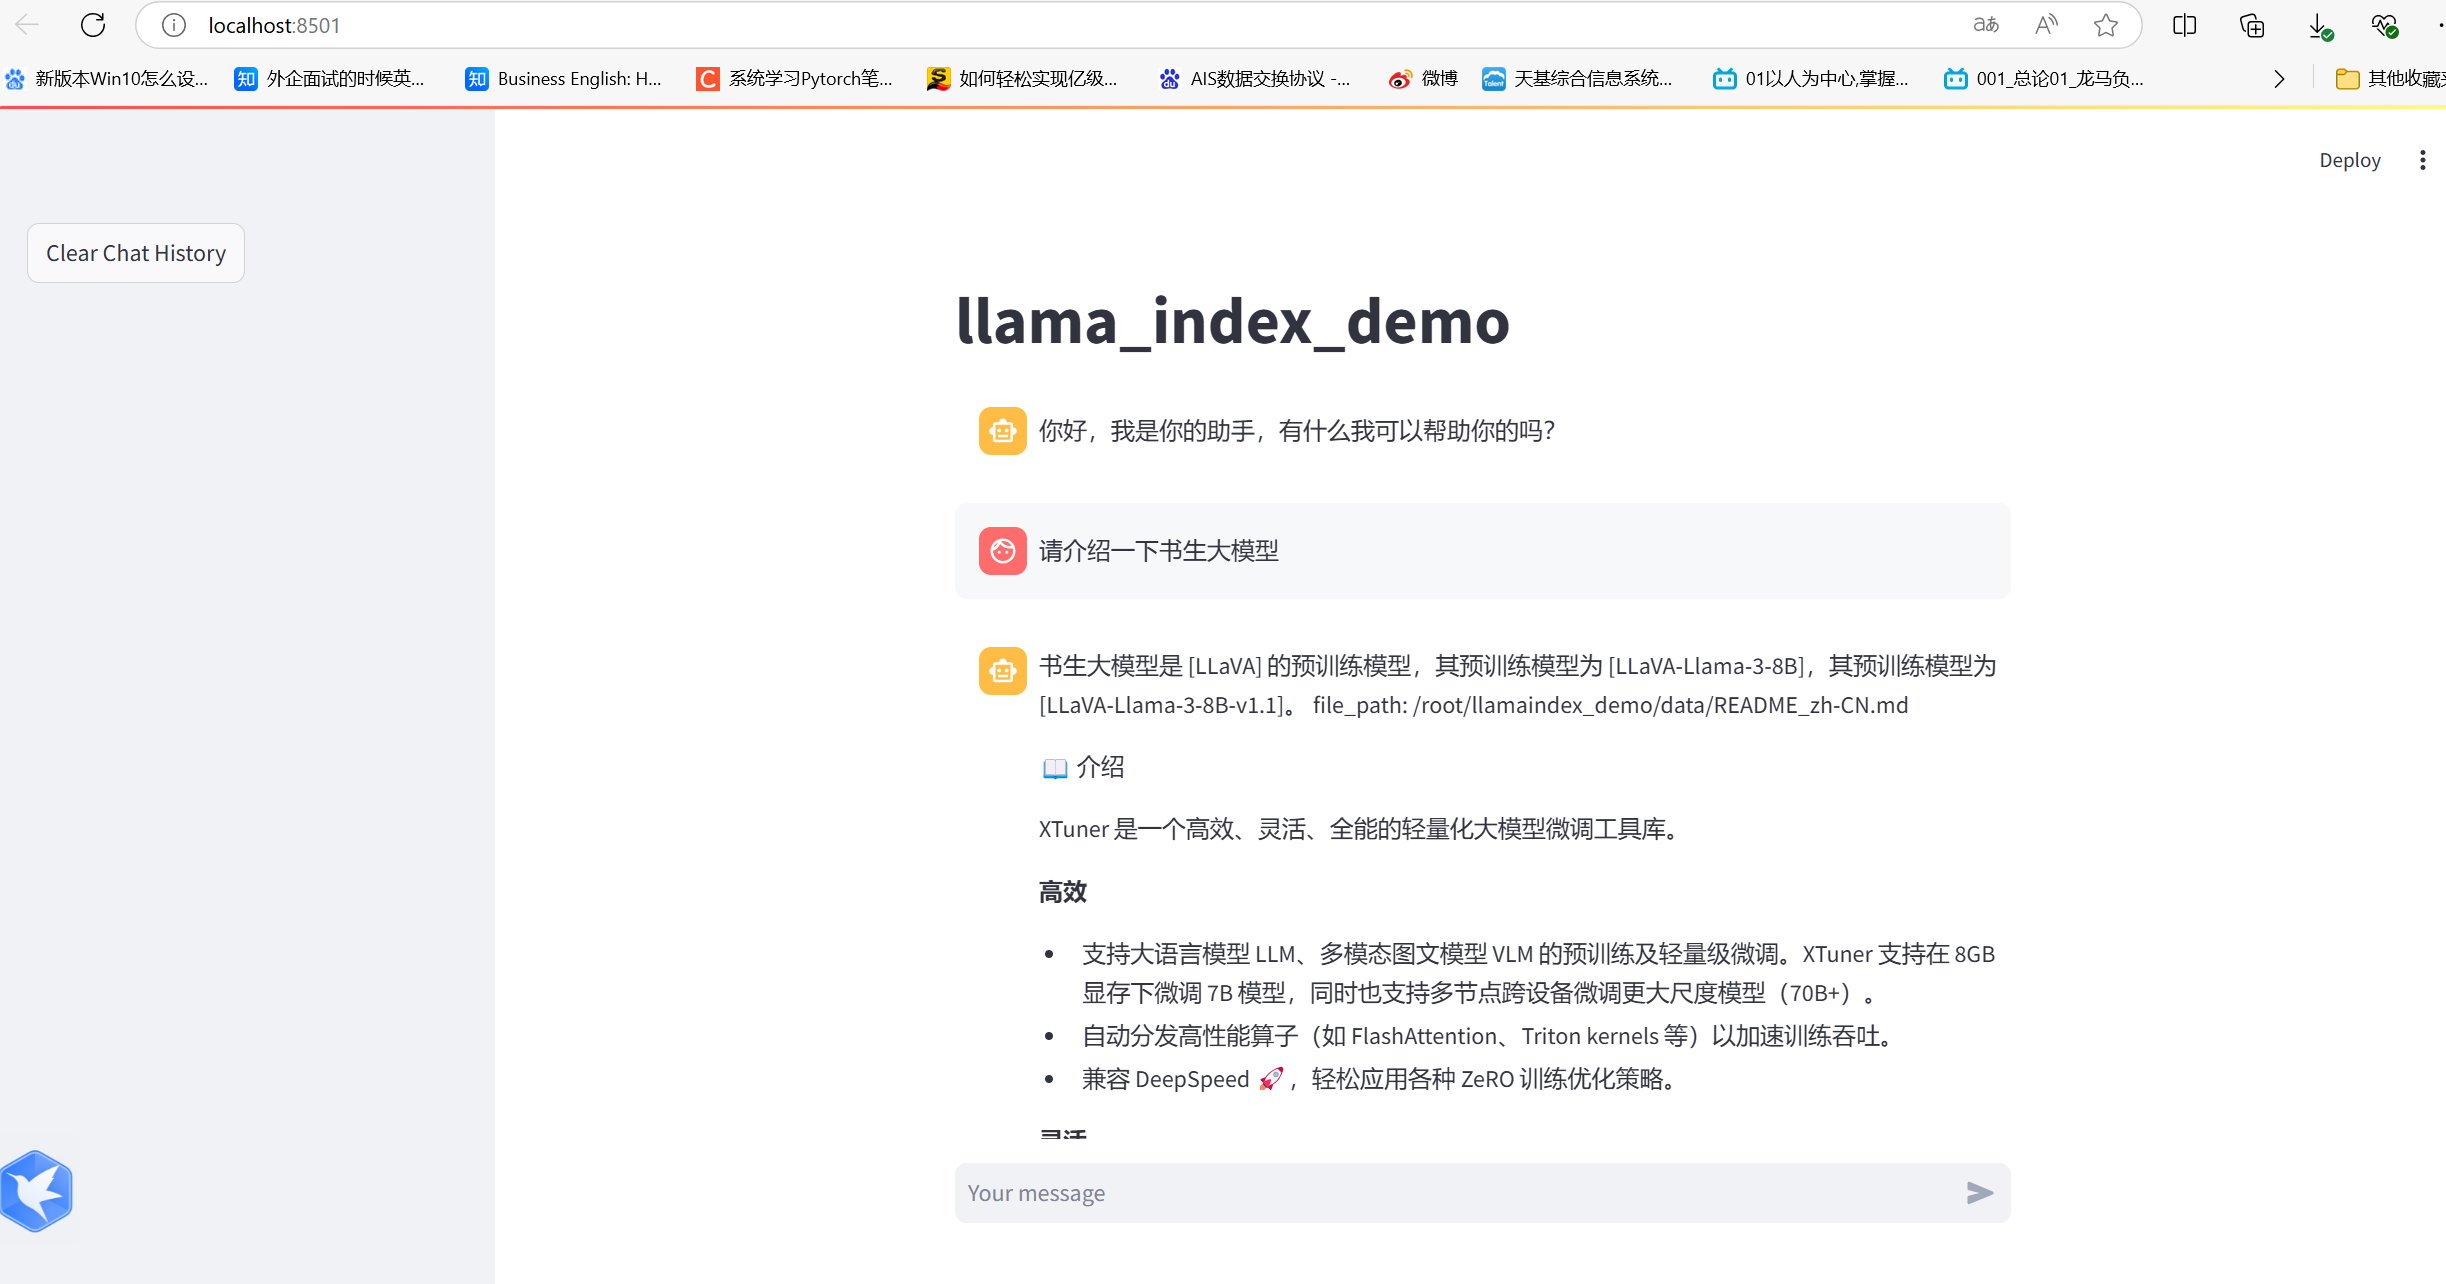 localhost:8501
aあ
A
新版本Win10怎么设... 知 外企面试的时候英... 知 Business English: H... C 系统学习Pytorch笔... S 如何轻松实现亿级... AIS数据交换协议 -... 微博 天基综合信息系统... 01以人为中心,掌握... 001_总论01_龙马负... 其他收藏
Deploy
Clear Chat History
llama_index_demo
你好，我是你的助手，有什么我可以帮助你的吗？
请介绍一下书生大模型
书生大模型是 [LLaVA] 的预训练模型，其预训练模型为 [LLaVA-Llama-3-8B]，其预训练模型为
[LLaVA-Llama-3-8B-v1.1]。 file_path: /root/llamaindex_demo/data/README_zh-CN.md
📖 介绍
XTuner 是一个高效、灵活、全能的轻量化大模型微调工具库。
高效
• 支持大语言模型 LLM、多模态图文模型 VLM 的预训练及轻量级微调。XTuner 支持在 8GB
显存下微调 7B 模型，同时也支持多节点跨设备微调更大尺度模型（70B+）。
• 自动分发高性能算子（如 FlashAttention、Triton kernels 等）以加速训练吞吐。
• 兼容 DeepSpeed 🚀，轻松应用各种 ZeRO 训练优化策略。
Your message